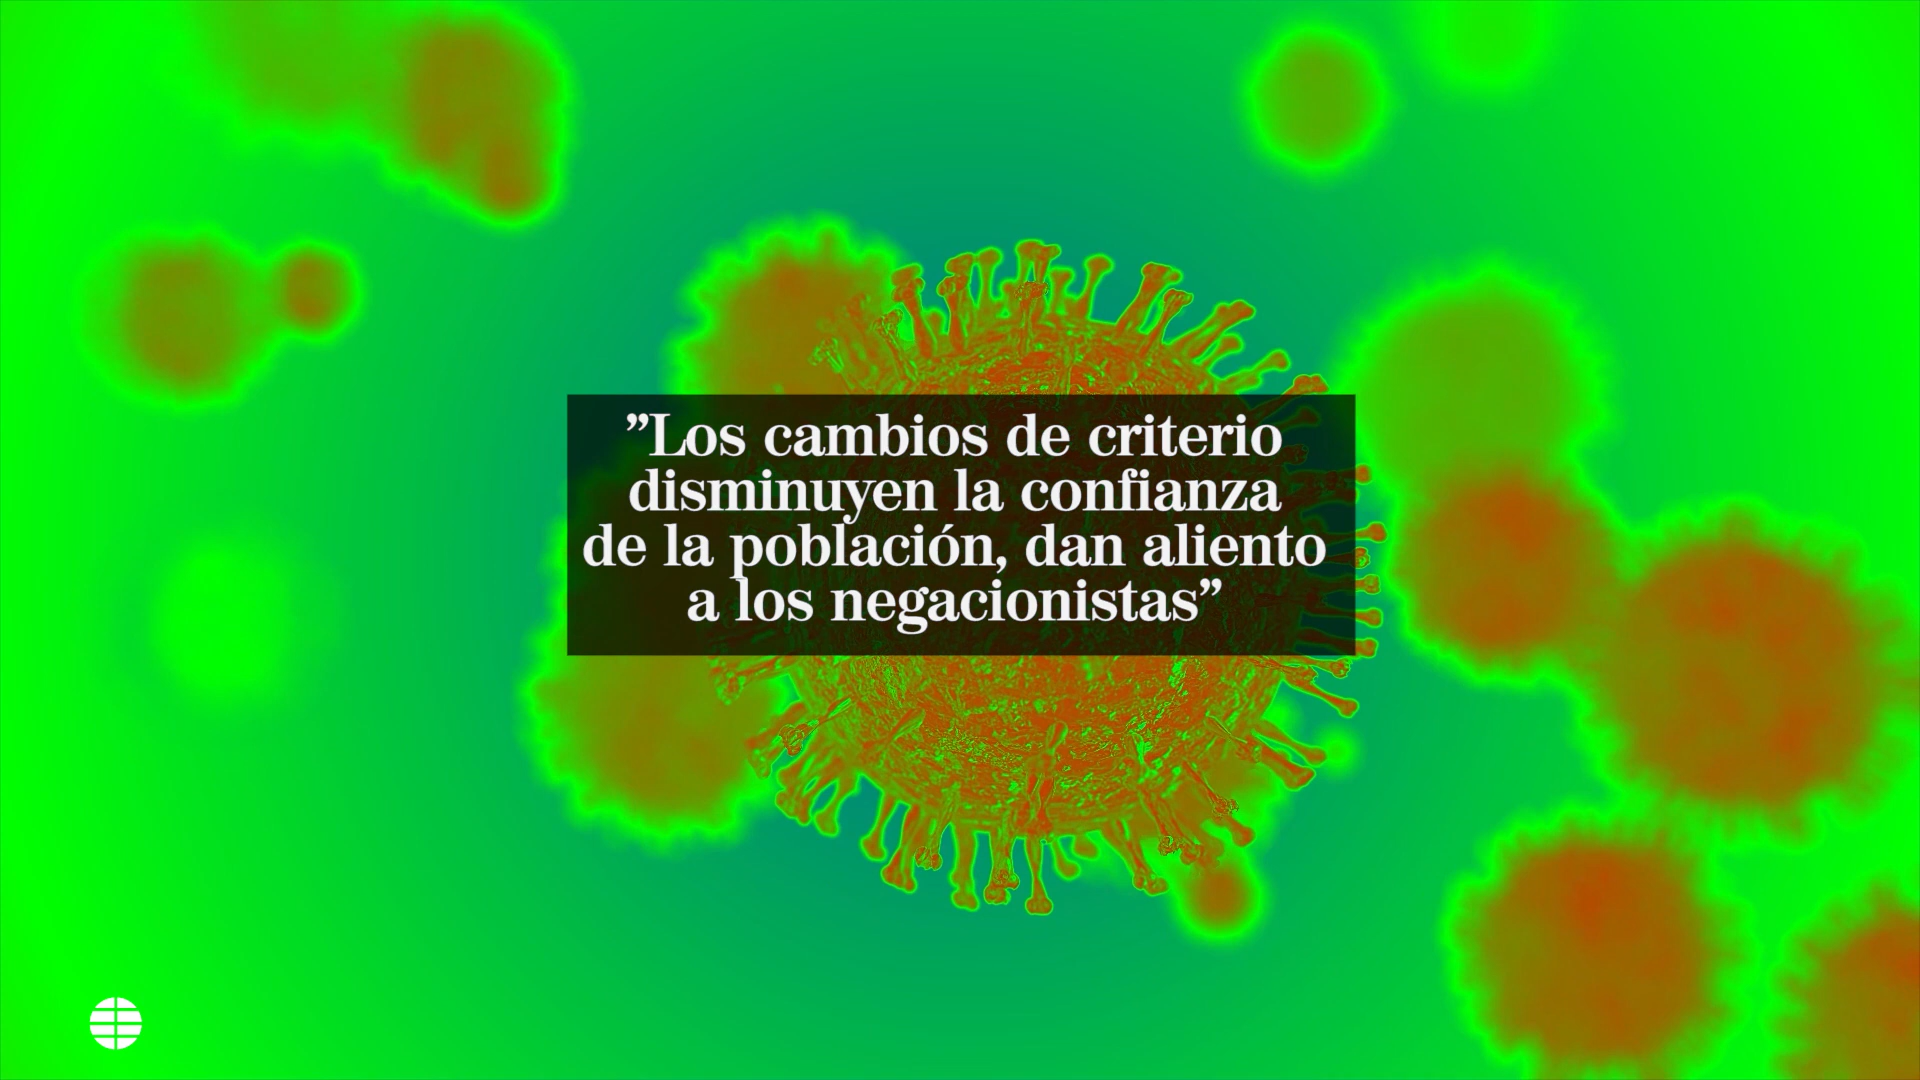 ”Los cambios de criterio
disminuyen la confianza
de la población, dan aliento
a los negacionistas”